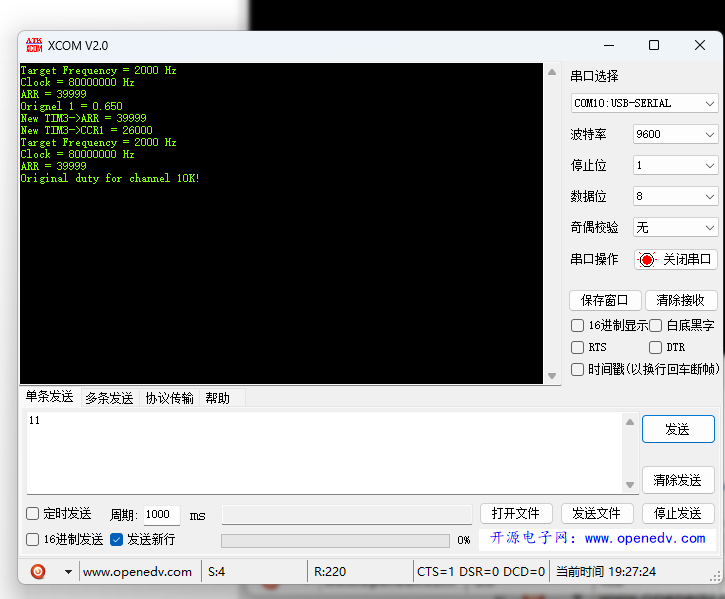 ATK
XCOM
XCOM V2.0
Target Frequency = 2000 Hz
Clock = 80000000 Hz
ARR = 39999
Orignel 1 = 0.650
New TIM3->ARR = 39999
New TIM3->CCR1 = 26000
Target Frequency = 2000 Hz
Clock = 80000000 Hz
ARR = 39999
Original duty for channel 1OK!
串口选择
COM10:USB-SERIAL
波特率 9600
停止位 1
数据位 8
奇偶校验 无
串口操作 关闭串口
保存窗口 清除接收
16进制显示 白底黑字
RTS DTR
时间戳(以换行回车断帧)
单条发送 多条发送 协议传输 帮助
11
发送
清除发送
定时发送 周期: 1000 ms 打开文件 发送文件 停止发送
16进制发送 发送新行 0% 开源电子网：www.openedv.com
www.openedv.com S:4 R:220 CTS=1 DSR=0 DCD=0 当前时间 19:27:24